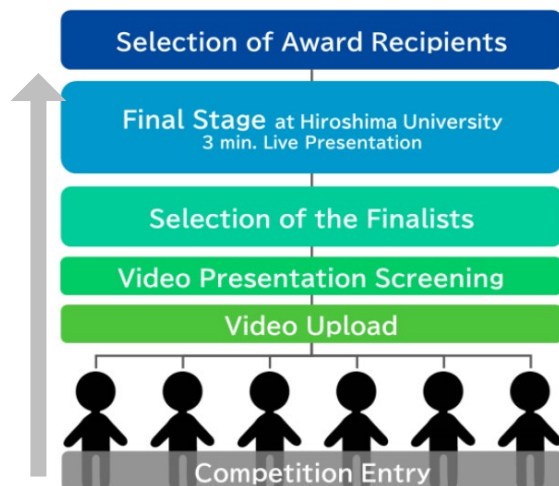 Selection of Award Recipients
Final Stage at Hiroshima University
3 min. Live Presentation
Selection of the Finalists
Video Presentation Screening
Video Upload
Competition Entry